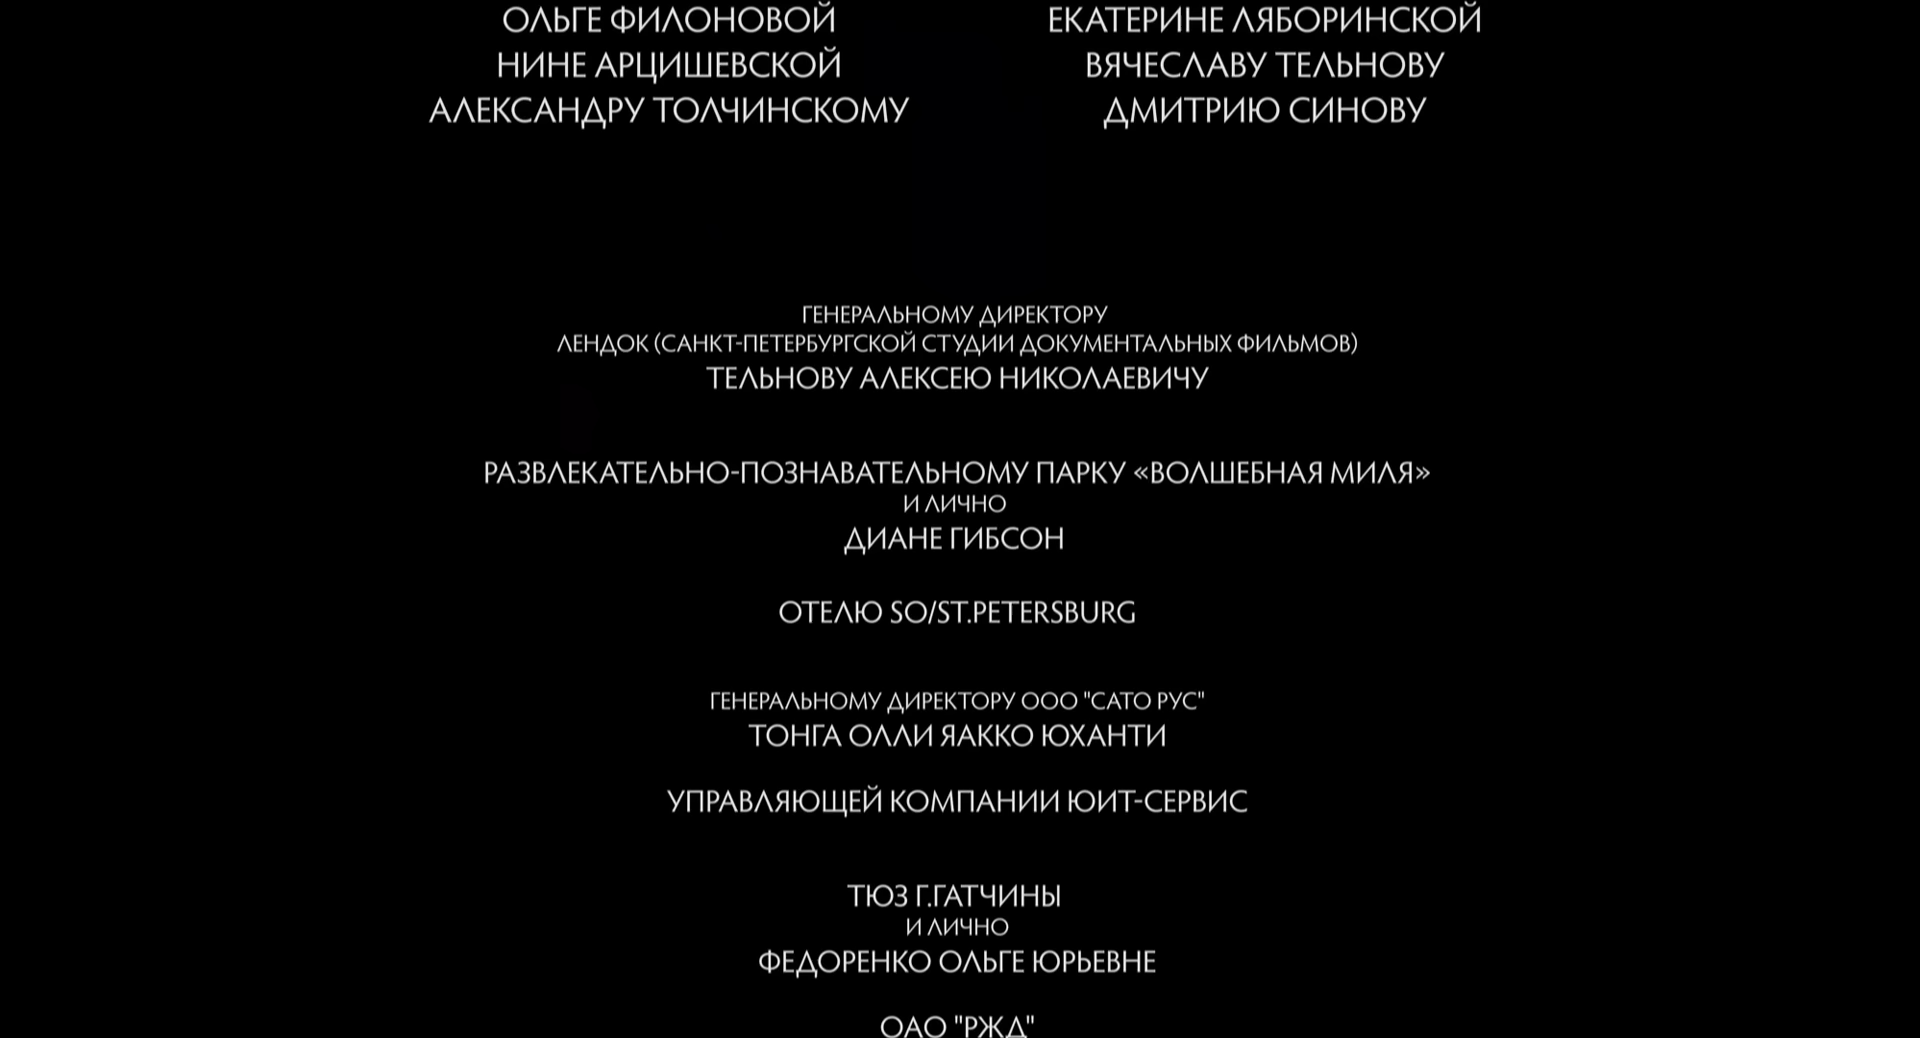 ОЛЬГЕ ФИЛОНОВОЙ
НИНЕ АРЦИШЕВСКОЙ
АЛЕКСАНДРУ ТОЛЧИНСКОМУ
ЕКАТЕРИНЕ ЛЯБОРИНСКОЙ
ВЯЧЕСЛАВУ ТЕЛЬНОВУ
ДМИТРИЮ СИНОВУ
ГЕНЕРАЛЬНОМУ ДИРЕКТОРУ
ЛЕНДОК (САНКТ-ПЕТЕРБУРГСКОЙ СТУДИИ ДОКУМЕНТАЛЬНЫХ ФИЛЬМОВ)
ТЕЛЬНОВУ АЛЕКСЕЮ НИКОЛАЕВИЧУ
РАЗВЛЕКАТЕЛЬНО-ПОЗНАВАТЕЛЬНОМУ ПАРКУ «ВОЛШЕБНАЯ МИЛЯ»
И ЛИЧНО
ДИАНЕ ГИБСОН
ОТЕЛЮ SO/ST.PETERSBURG
ГЕНЕРАЛЬНОМУ ДИРЕКТОРУ ООО "САТО РУС"
ТОНГА ОЛЛИ ЯАККО ЮХАНТИ
УПРАВЛЯЮЩЕЙ КОМПАНИИ ЮИТ-СЕРВИС
ТЮЗ Г.ГАТЧИНЫ
И ЛИЧНО
ФЕДОРЕНКО ОЛЬГЕ ЮРЬЕВНЕ
ОАО "РЖД"